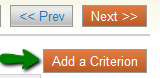 << Prev Next >>
Add a Criterion